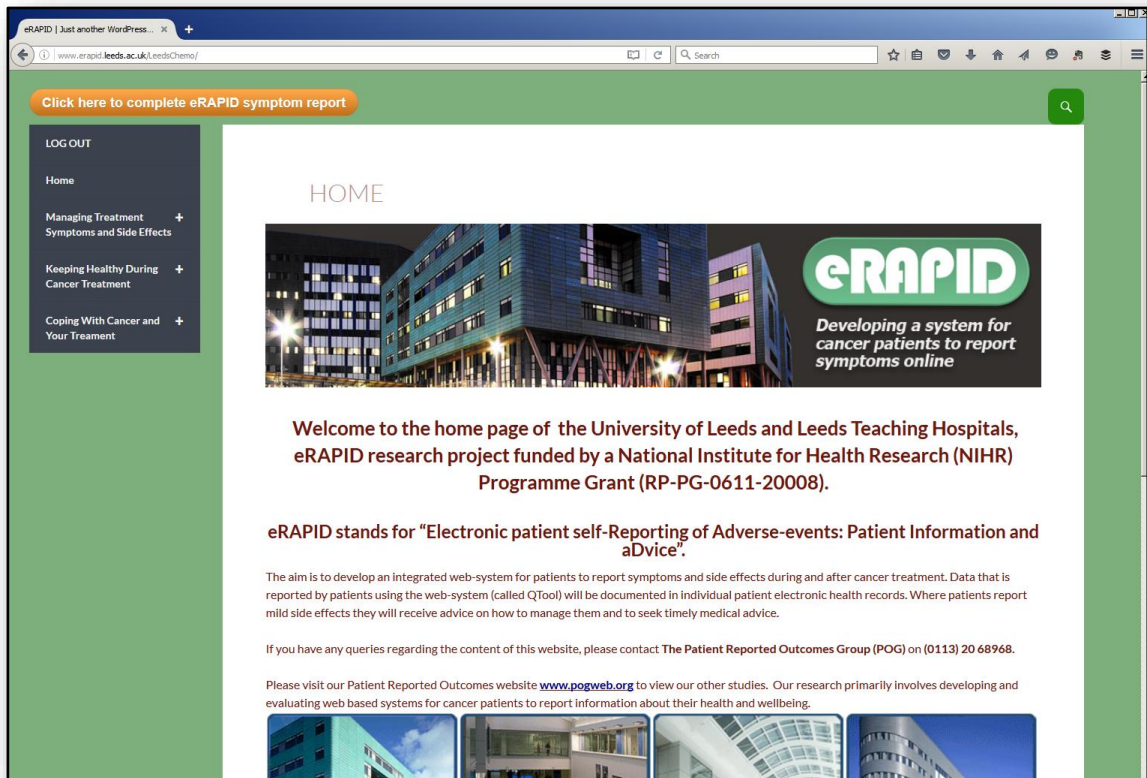 eRAPID | Just another WordPress...
www.erapid.leeds.ac.uk/LeedsChemo/
Search
Click here to complete eRAPID symptom report
LOG OUT
Home
Managing Treatment
Symptoms and Side Effects
Keeping Healthy During
Cancer Treatment
Coping With Cancer and
Your Treament
HOME
eRAPID
Developing a system for
cancer patients to report
symptoms online
Welcome to the home page of the University of Leeds and Leeds Teaching Hospitals,
eRAPID research project funded by a National Institute for Health Research (NIHR)
Programme Grant (RP-PG-0611-20008).
eRAPID stands for “Electronic patient self-Reporting of Adverse-events: Patient Information and
aDvice”.
The aim is to develop an integrated web-system for patients to report symptoms and side effects during and after cancer treatment. Data that is
reported by patients using the web-system (called QTool) will be documented in individual patient electronic health records. Where patients report
mild side effects they will receive advice on how to manage them and to seek timely medical advice.
If you have any queries regarding the content of this website, please contact The Patient Reported Outcomes Group (POG) on (0113) 20 68968.
Please visit our Patient Reported Outcomes website www.pogweb.org to view our other studies. Our research primarily involves developing and
evaluating web based systems for cancer patients to report information about their health and wellbeing.